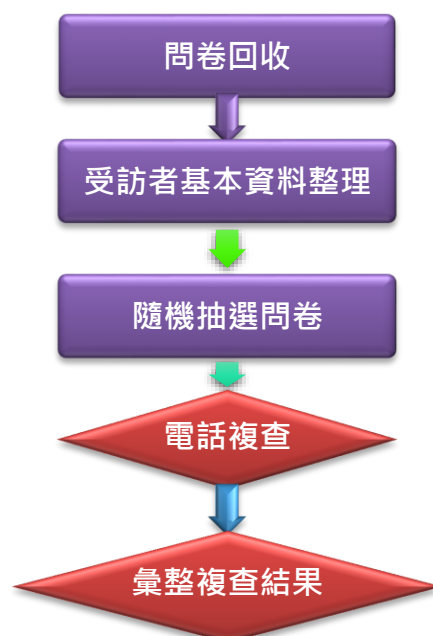 問卷回收
受訪者基本資料整理
隨機抽選問卷
電話複查
彙整複查結果